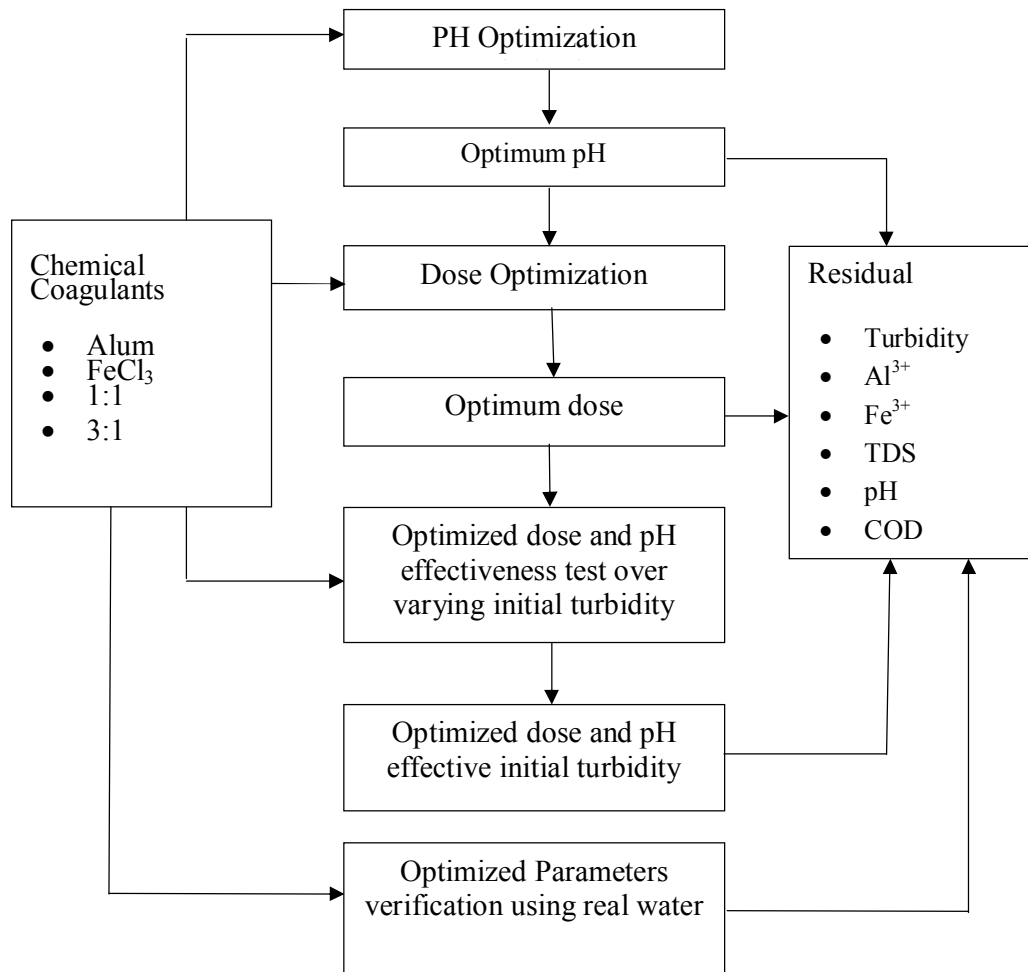 PH Optimization
Optimum pH
Chemical
Coagulants
• Alum
• FeCl₃
• 1:1
• 3:1
Dose Optimization
Optimum dose
Optimized dose and pH
effectiveness test over
varying initial turbidity
Optimized dose and pH
effective initial turbidity
Optimized Parameters
verification using real water
Residual
• Turbidity
• Al³⁺
• Fe³⁺
• TDS
• pH
• COD